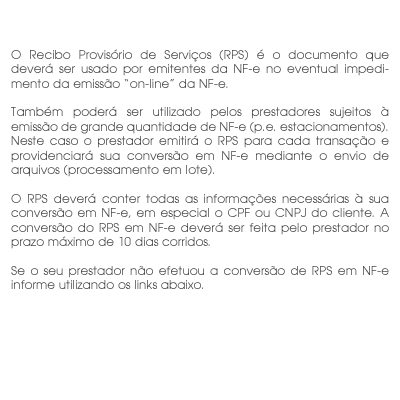 O Recibo Provisório de Serviços (RPS) é o documento que
deverá ser usado por emitentes da NF-e no eventual impedi-
mento da emissão "on-line" da NF-e.
Também poderá ser utilizado pelos prestadores sujeitos à
emissão de grande quantidade de NF-e (p.e. estacionamentos).
Neste caso o prestador emitirá o RPS para cada transação e
providenciará sua conversão em NF-e mediante o envio de
arquivos (processamento em lote).
O RPS deverá conter todas as informações necessárias à sua
conversão em NF-e, em especial o CPF ou CNPJ do cliente. A
conversão do RPS em NF-e deverá ser feita pelo prestador no
prazo máximo de 10 dias corridos.
Se o seu prestador não efetuou a conversão de RPS em NF-e
informe utilizando os links abaixo.